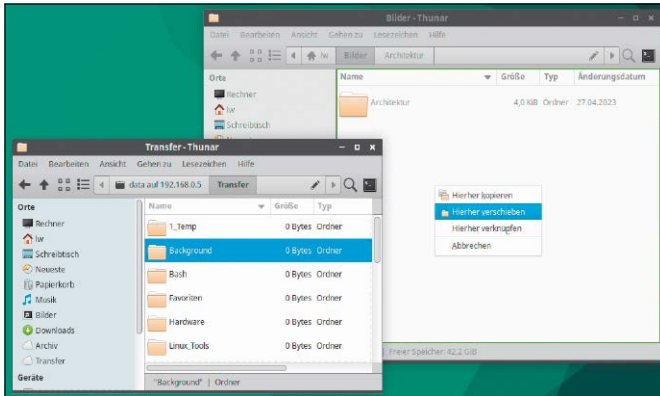 Bilder - Thunar
Datei Bearbeiten Ansicht Gehen zu Lesezeichen Hilfe
lw Bilder Architektur
Orte
Rechner
lw
Schreibtisch
Name Größe Typ Änderungsdatum
Architektur 4,0 KiB Ordner 27.04.2023
Hierher kopieren
Hierher verschieben
Hierher verknüpfen
Abbrechen
Freier Speicher: 42,2 GiB
Transfer - Thunar
Datei Bearbeiten Ansicht Gehen zu Lesezeichen Hilfe
data auf 192.168.0.5 Transfer
Orte
Rechner
lw
Schreibtisch
Neueste
Papierkorb
Musik
Bilder
Downloads
Archiv
Transfer
Geräte
Name Größe Typ
1_Temp 0 Bytes Ordner
Background 0 Bytes Ordner
Bash 0 Bytes Ordner
Favoriten 0 Bytes Ordner
Hardware 0 Bytes Ordner
Linux_Tools 0 Bytes Ordner
"Background" | Ordner